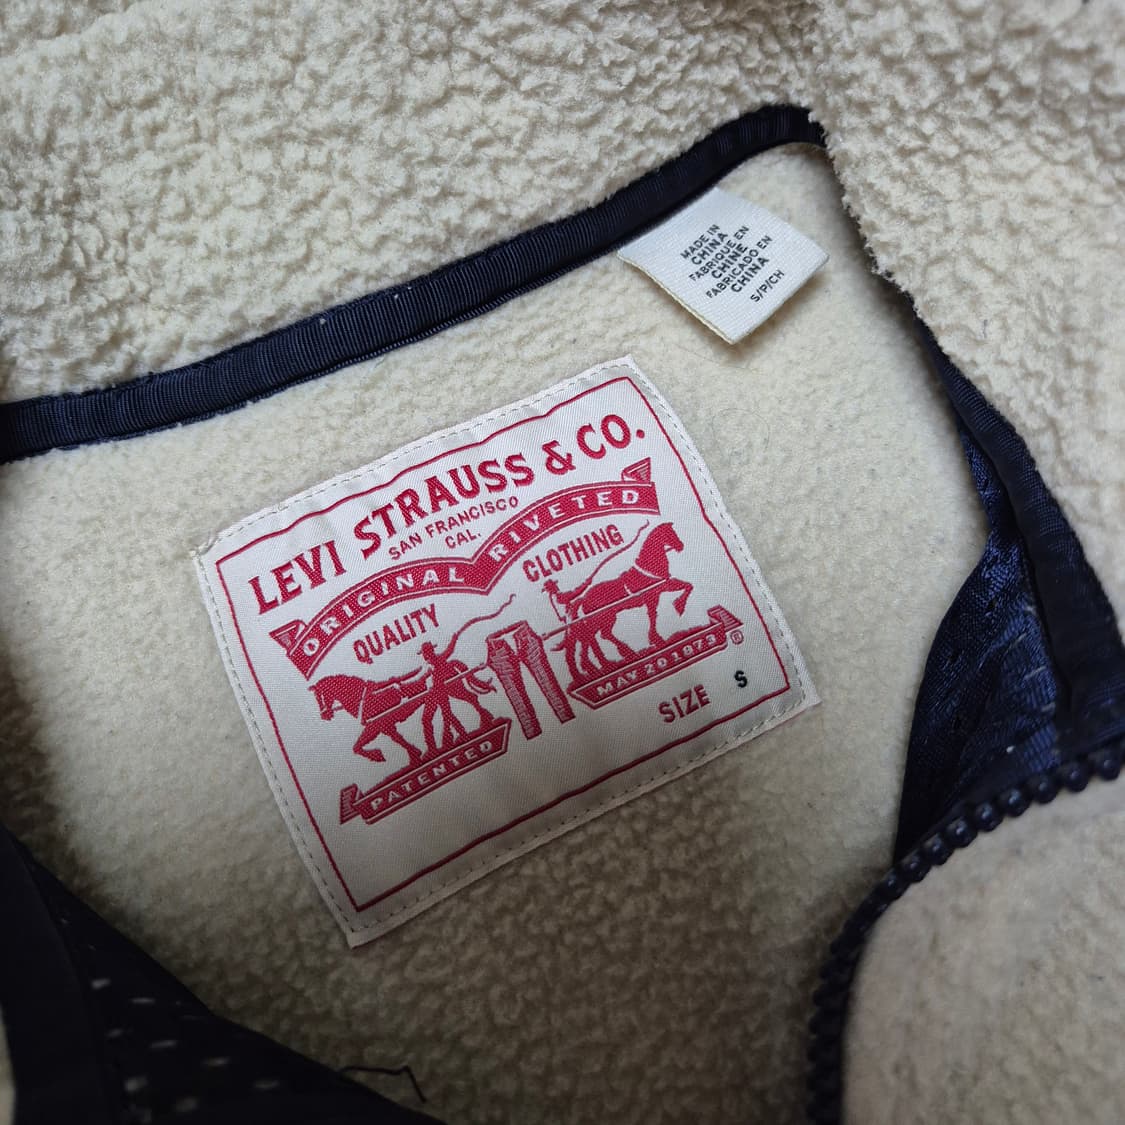 MADE IN
CHINA
FABRIQUE EN
CHINE
FABRICADO EN
CHINA
S/P/CH
LEVI STRAUSS & CO.
SAN FRANCISCO
CAL.
ORIGINAL RIVETED
QUALITY CLOTHING
PATENTED MAY 20 1873 ®
SIZE S